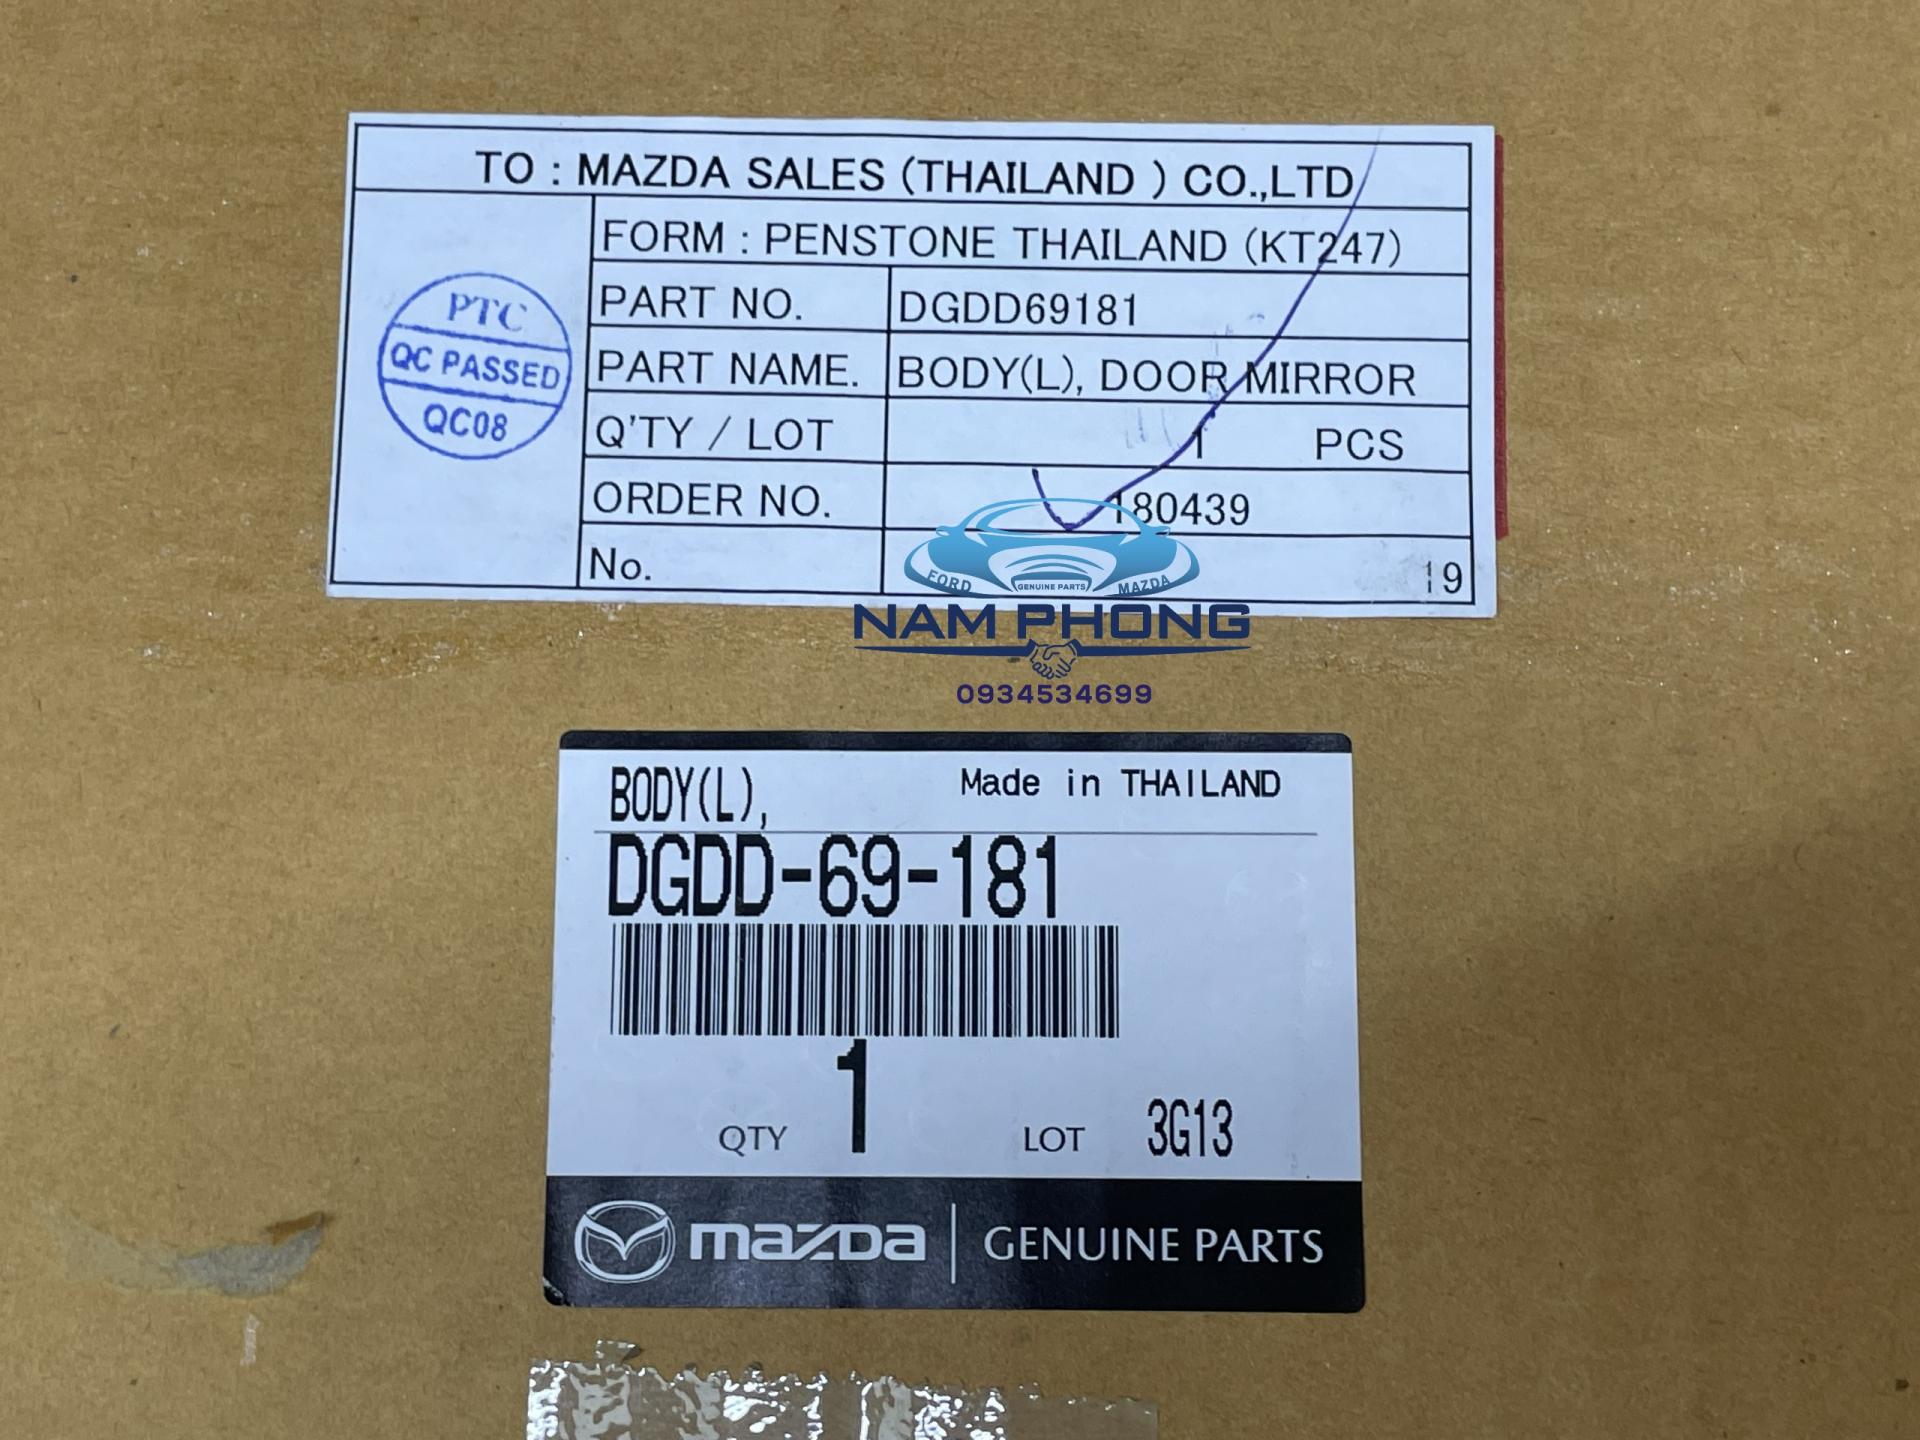 TO : MAZDA SALES (THAILAND ) CO.,LTD
FORM : PENSTONE THAILAND (KT247)
PTC
QC PASSED
QC08
PART NO. DGDD69181
PART NAME. BODY(L), DOOR MIRROR
Q'TY / LOT 1 PCS
ORDER NO. 180439
No. 19
FORD GENUINE PARTS MAZDA
NAM PHONG
0934534699
BODY(L), Made in THAILAND
DGDD-69-181
1
QTY LOT 3G13
mazda GENUINE PARTS